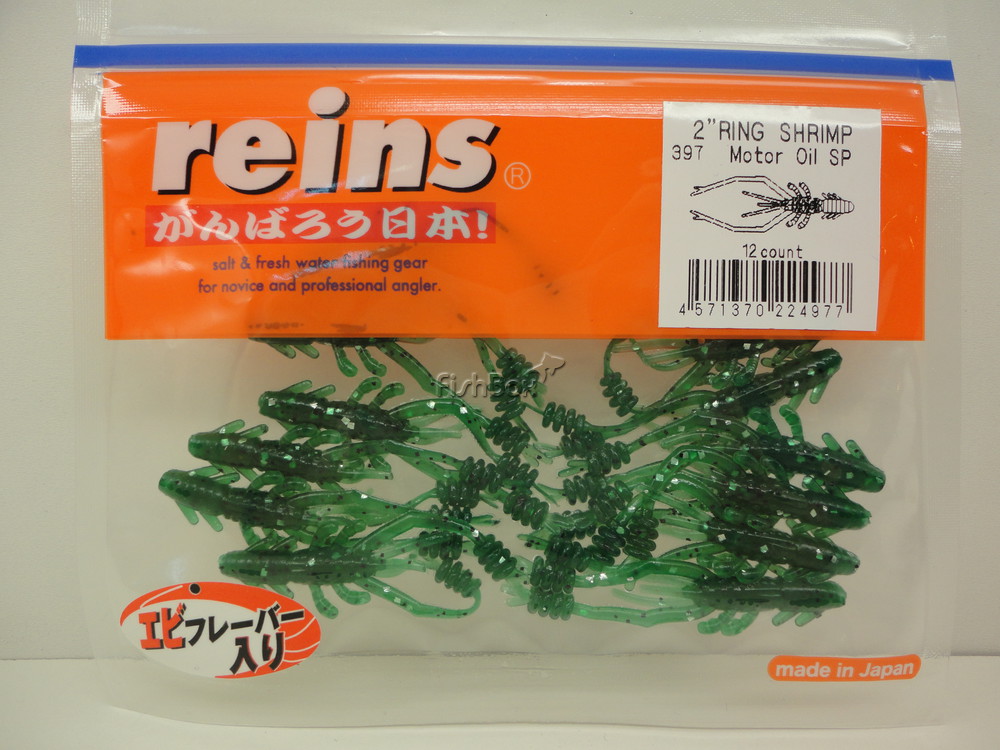 reins®
がんばろう日本!
salt & fresh water fishing gear
for novice and professional angler.
2"RING SHRIMP
397 Motor Oil SP
12count
4 571370 224977
FishBox
エビフレーバー
入り
made in Japan